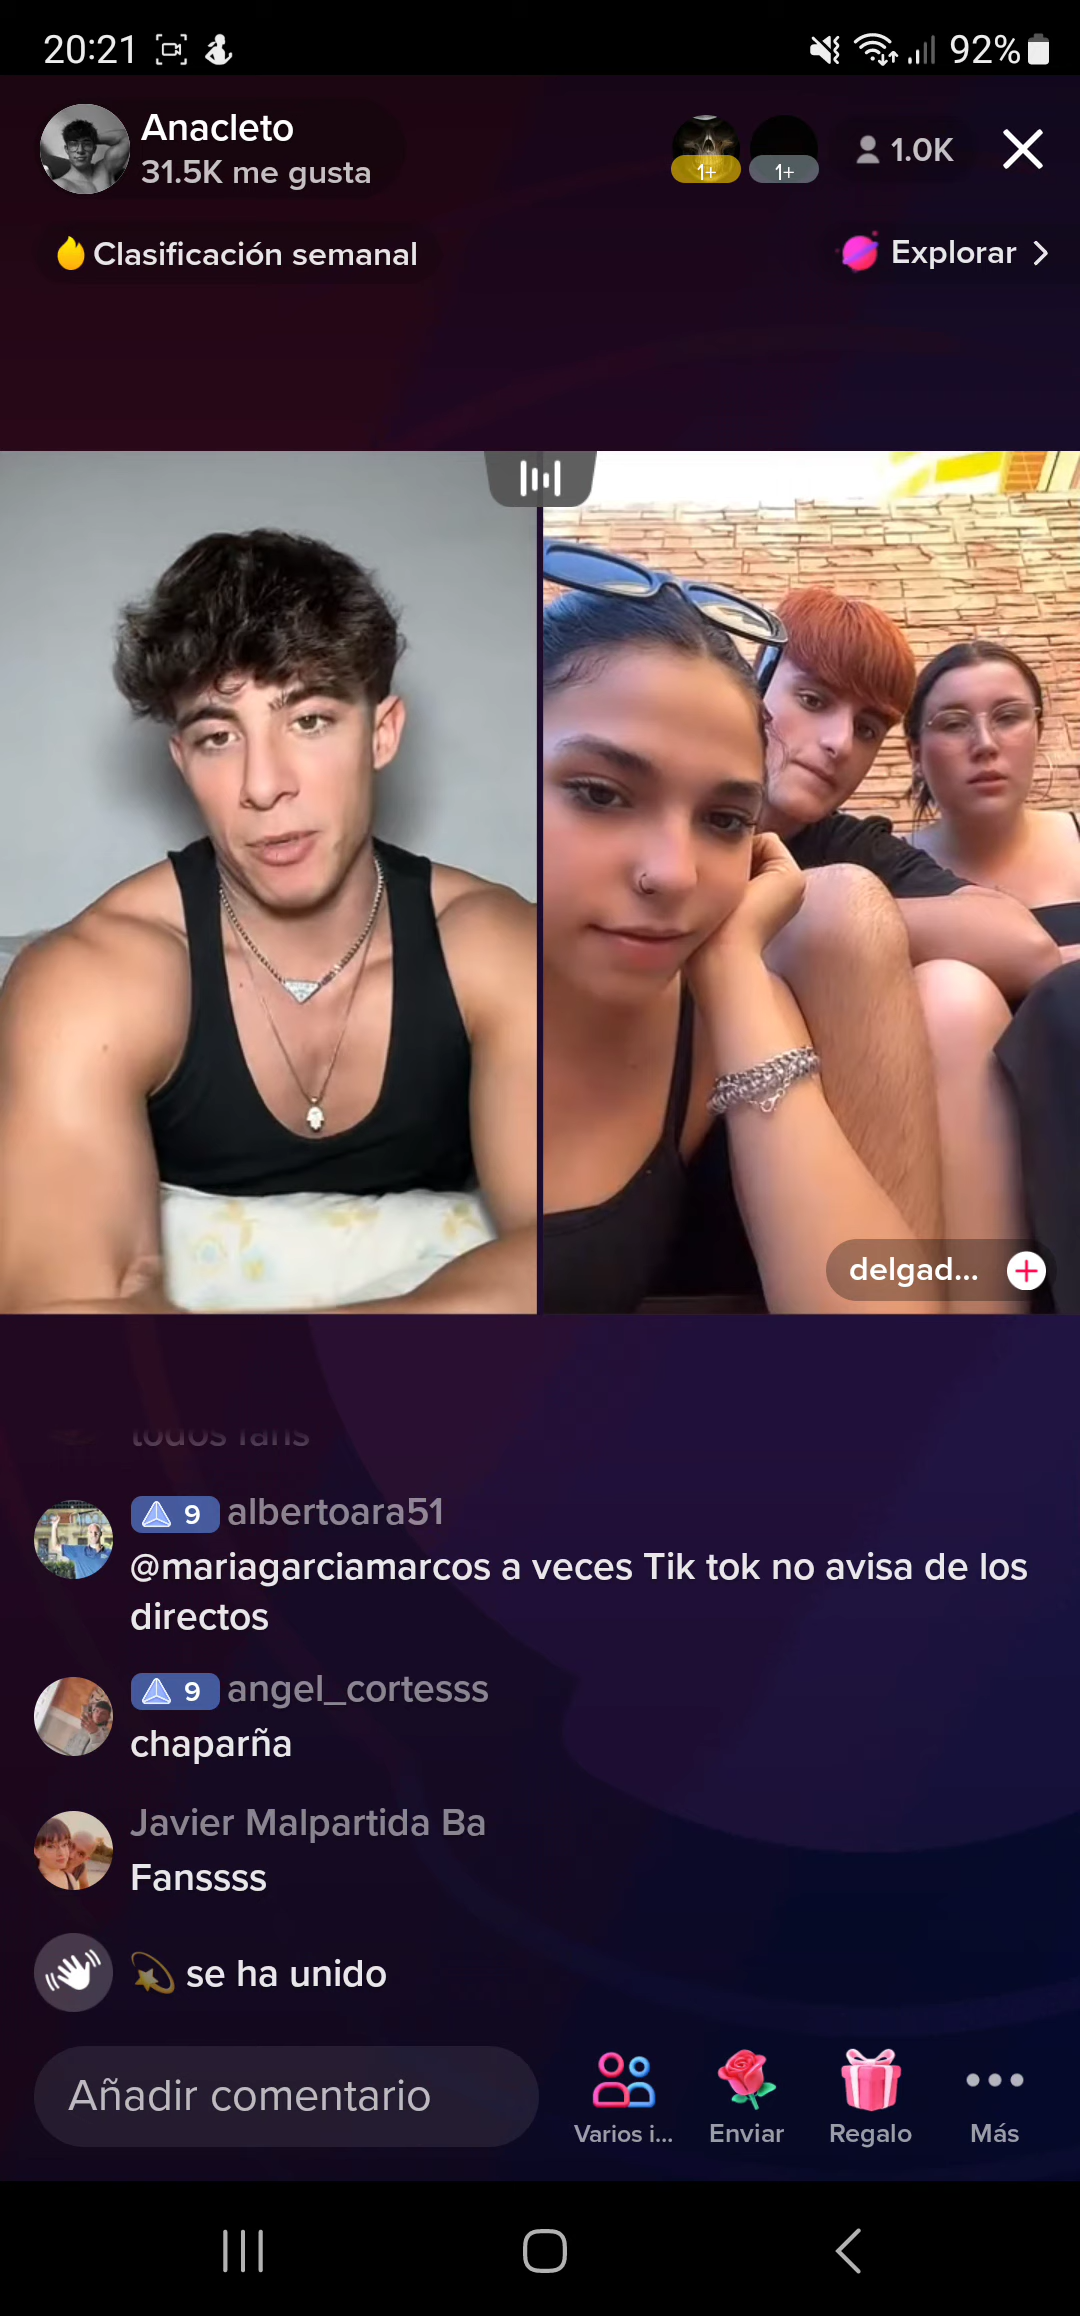 20:21
92%
Anacleto
31.5K me gusta
1+
1+
1.0K
Clasificación semanal
Explorar
delgad...
todos fans
9 albertoara51
@mariagarciamarcos a veces Tik tok no avisa de los
directos
9 angel_cortesss
chaparña
Javier Malpartida Ba
Fanssss
se ha unido
Añadir comentario
Varios i...
Enviar
Regalo
Más